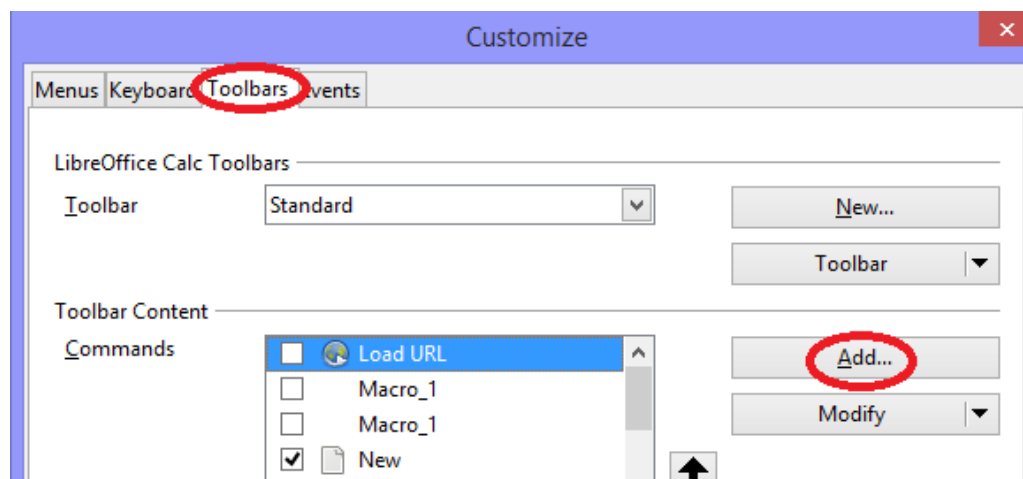 Customize
Menus Keyboard Toolbars Events
LibreOffice Calc Toolbars
Toolbar Standard New...
Toolbar
Toolbar Content
Commands Load URL Add...
Macro_1
Modify
Macro_1
New